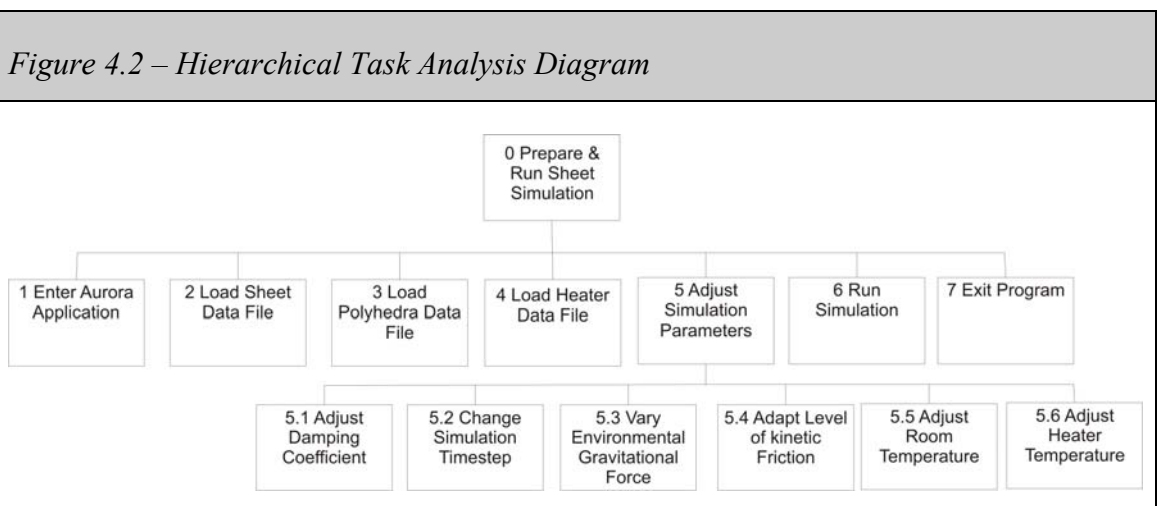 Figure 4.2 – Hierarchical Task Analysis Diagram
0 Prepare &
Run Sheet
Simulation
1 Enter Aurora
Application
2 Load Sheet
Data File
3 Load
Polyhedra Data
File
4 Load Heater
Data File
5 Adjust
Simulation
Parameters
6 Run
Simulation
7 Exit Program
5.1 Adjust
Damping
Coefficient
5.2 Change
Simulation
Timestep
5.3 Vary
Environmental
Gravitational
Force
5.4 Adapt Level
of kinetic
Friction
5.5 Adjust
Room
Temperature
5.6 Adjust
Heater
Temperature